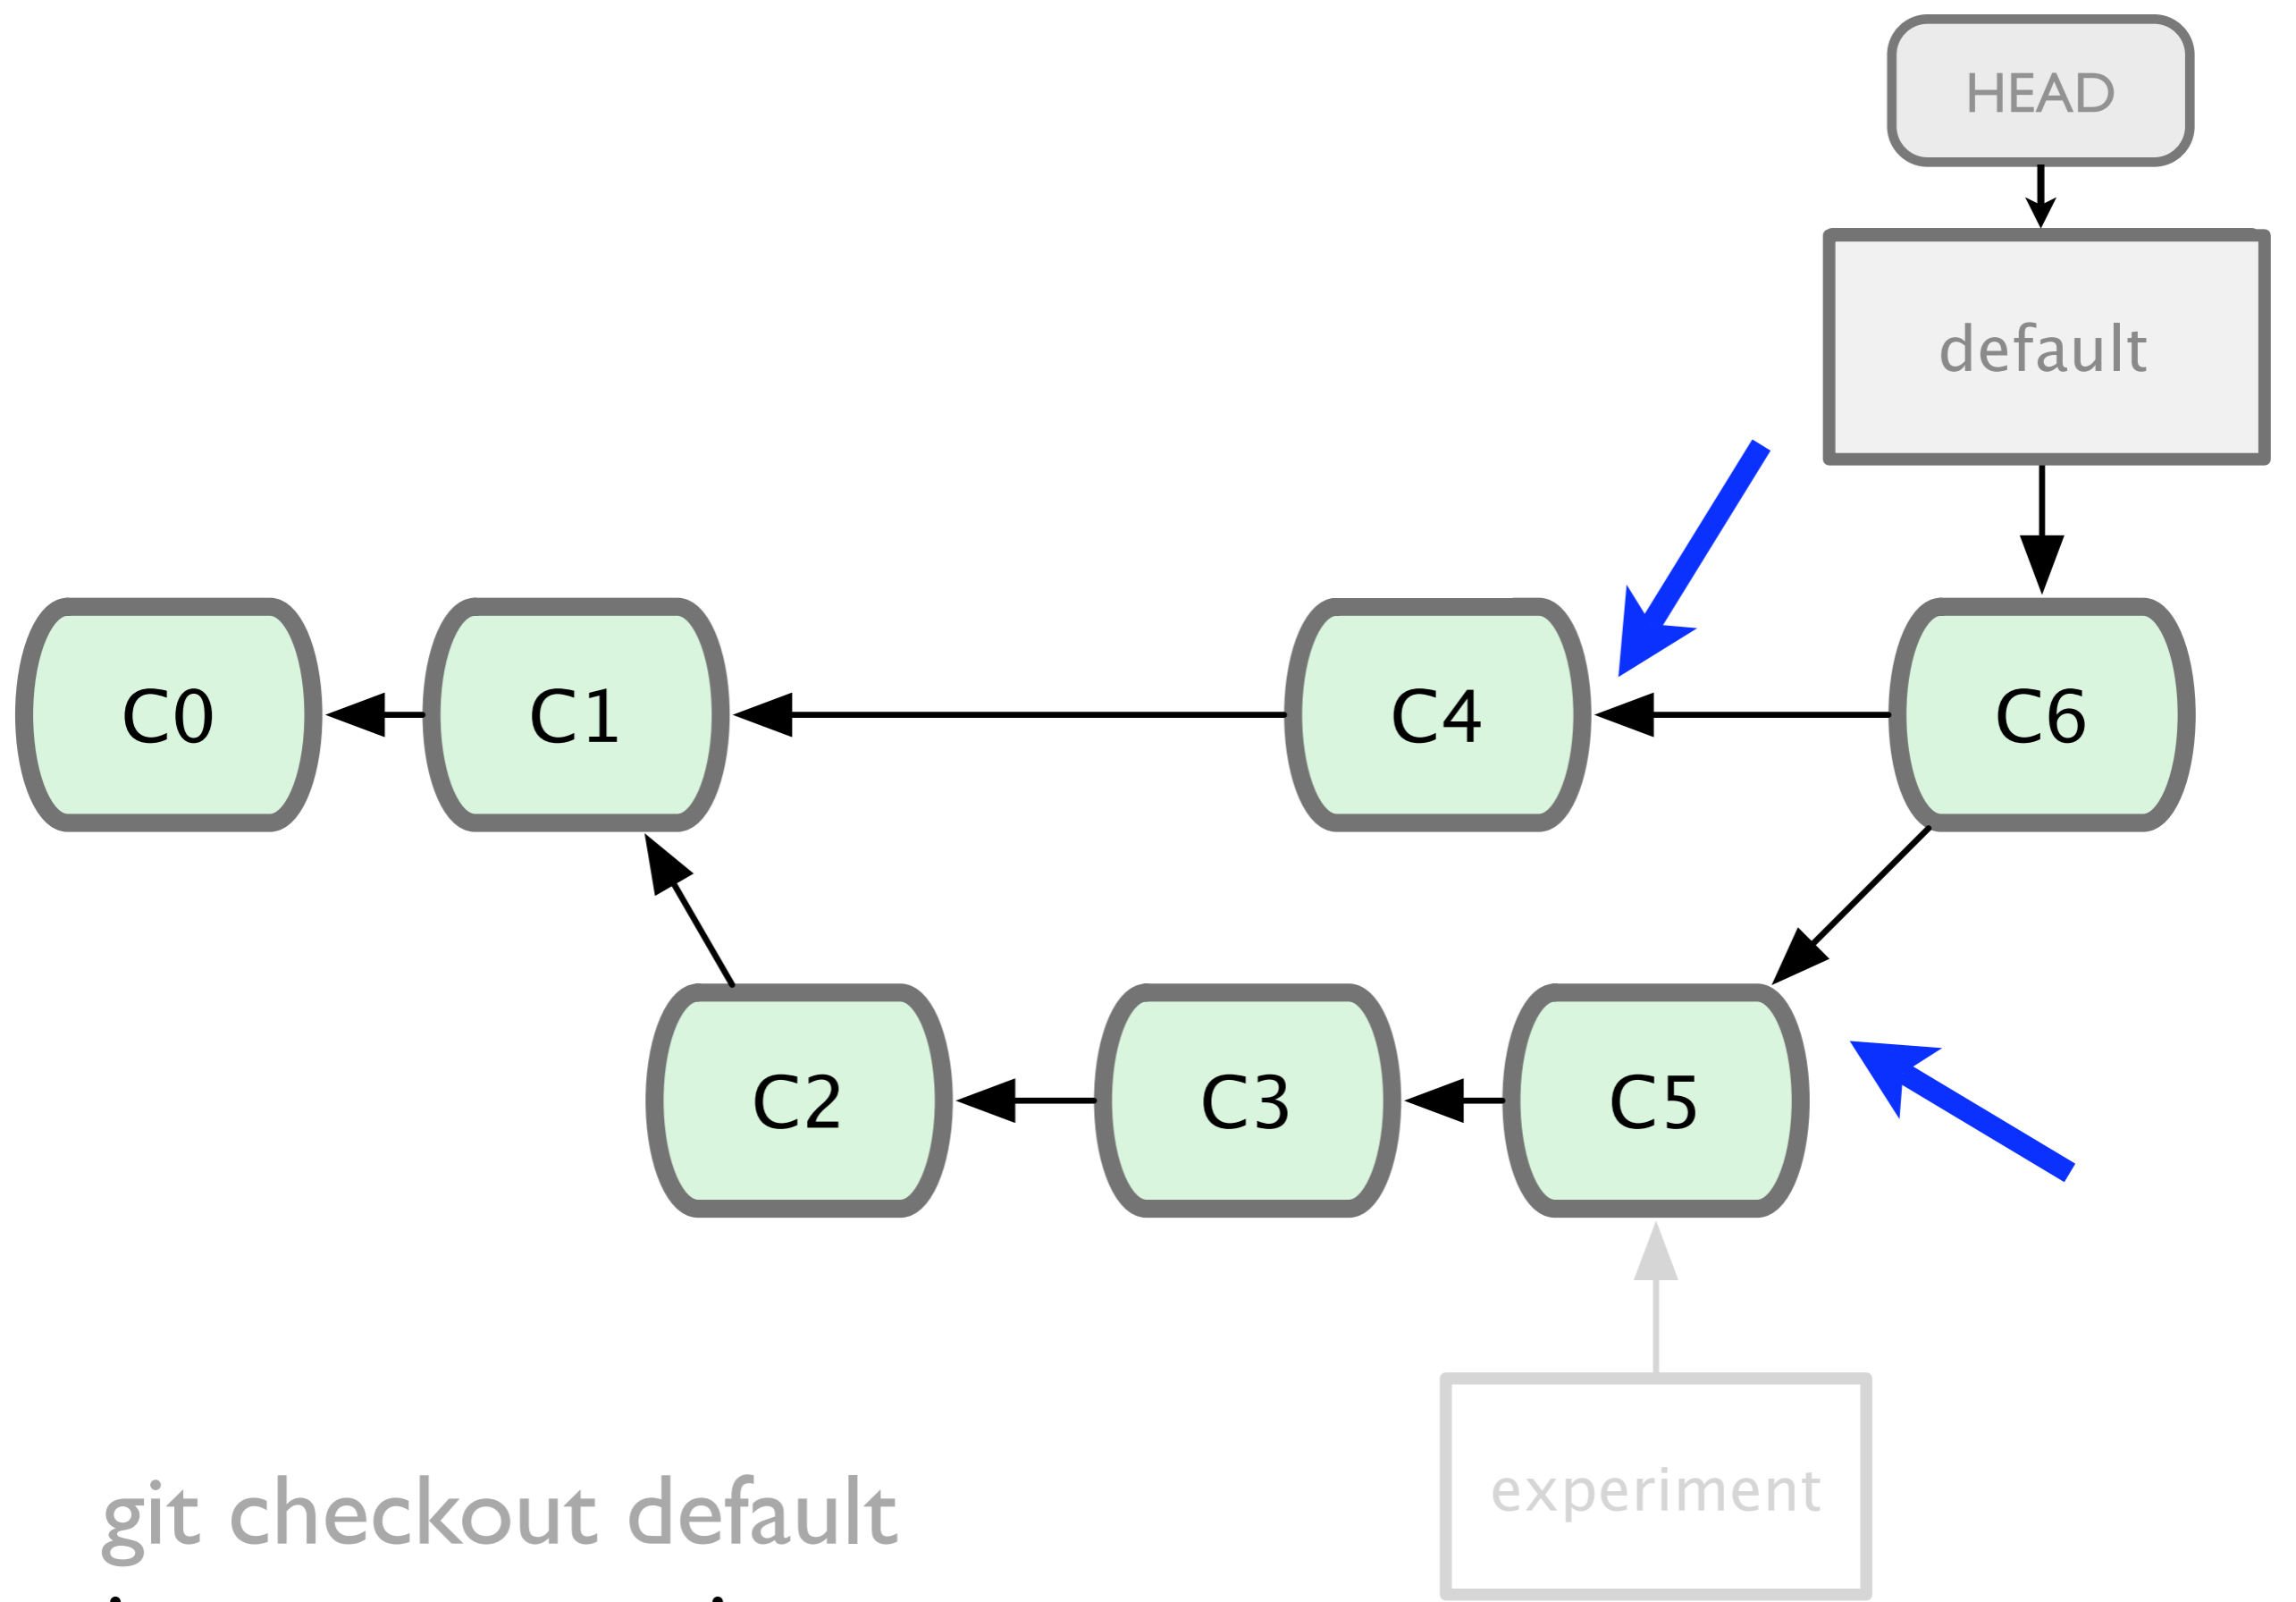 HEAD
default
C0
C1
C4
C6
C2
C3
C5
experiment
git checkout default